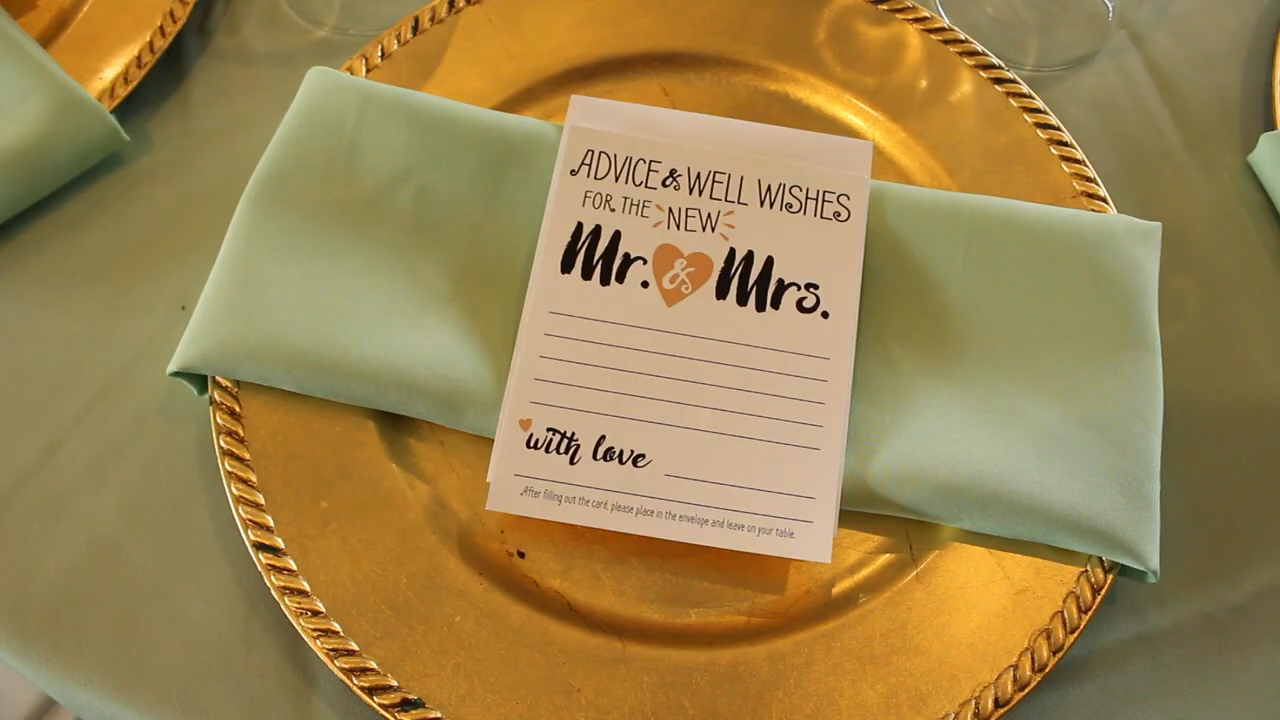 ADVICE & WELL WISHES
FOR THE NEW
Mr. & Mrs.
with love
After filling out the card, please place in the envelope and leave on your table.